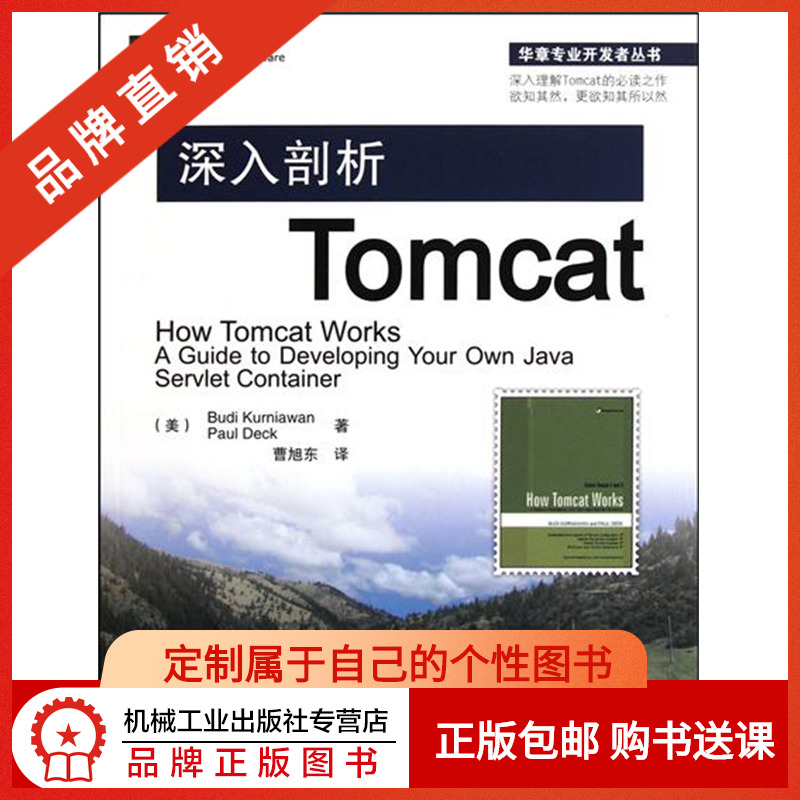 品牌直销
华章专业开发者丛书
深入理解Tomcat的必读之作
欲知其然，更欲知其所以然
深入剖析
Tomcat
How Tomcat Works
A Guide to Developing Your Own Java
Servlet Container
（美） Budi Kurniawan
Paul Deck 著
曹旭东 译
How Tomcat Works
BUDI KURNIAWAN AND PAUL DECK
定制属于自己的个性图书
机械工业出版社专营店
品牌正版图书
正版包邮 购书送课